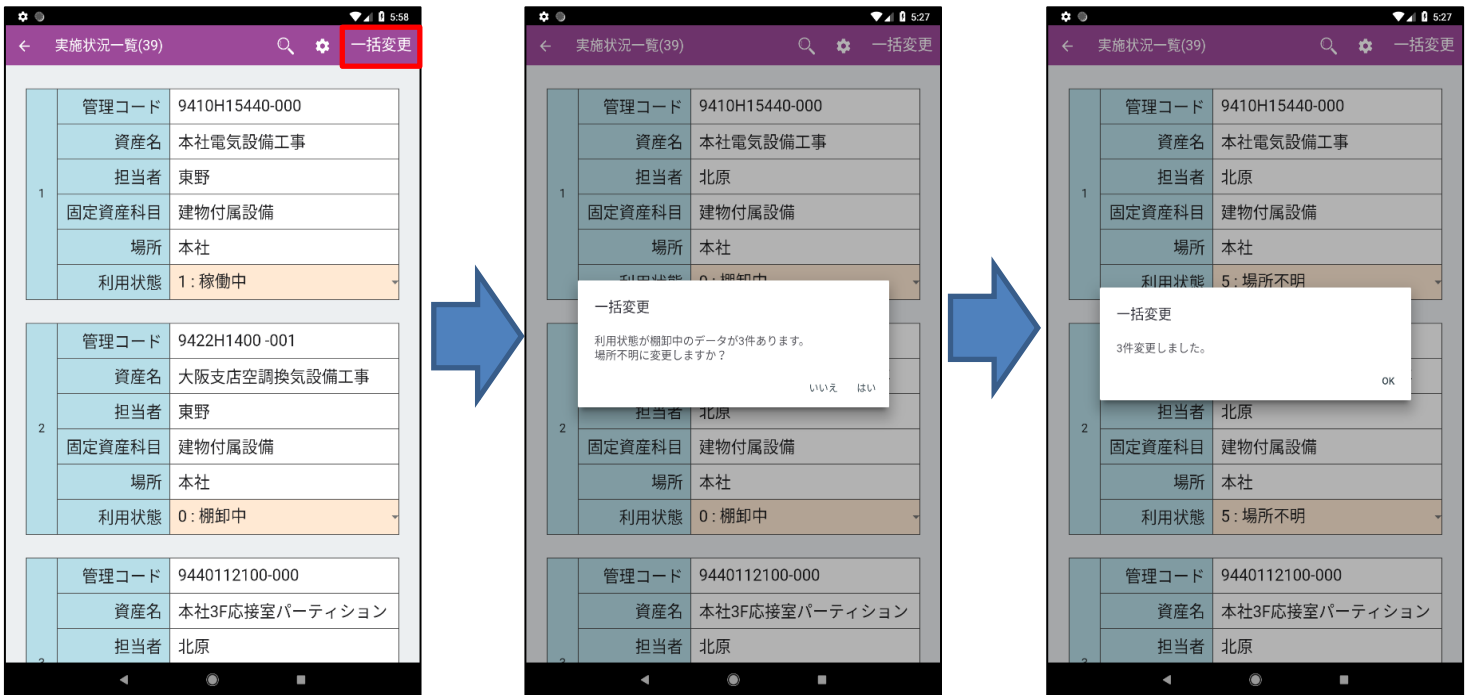 5:58
実施状況一覧(39) 一括変更
1
管理コード 9410H15440-000
資産名 本社電気設備工事
担当者 東野
固定資産科目 建物付属設備
場所 本社
利用状態 1 : 稼働中
2
管理コード 9422H1400 -001
資産名 大阪支店空調換気設備工事
担当者 東野
固定資産科目 建物付属設備
場所 本社
利用状態 0 : 棚卸中
管理コード 9440112100-000
資産名 本社3F応接室パーティション
担当者 北原
5:27
実施状況一覧(39) 一括変更
1
管理コード 9410H15440-000
資産名 本社電気設備工事
担当者 北原
固定資産科目 建物付属設備
場所 本社
利用状態 0 : 棚卸中
一括変更
利用状態が棚卸中のデータが3件あります。
場所不明に変更しますか？
いいえ はい
2
担当者 北原
固定資産科目 建物付属設備
場所 本社
利用状態 0 : 棚卸中
管理コード 9440112100-000
資産名 本社3F応接室パーティション
担当者 北原
5:27
実施状況一覧(39) 一括変更
1
管理コード 9410H15440-000
資産名 本社電気設備工事
担当者 北原
固定資産科目 建物付属設備
場所 本社
利用状態 5 : 場所不明
一括変更
3件変更しました。
OK
2
担当者 北原
固定資産科目 建物付属設備
場所 本社
利用状態 5 : 場所不明
管理コード 9440112100-000
資産名 本社3F応接室パーティション
担当者 北原